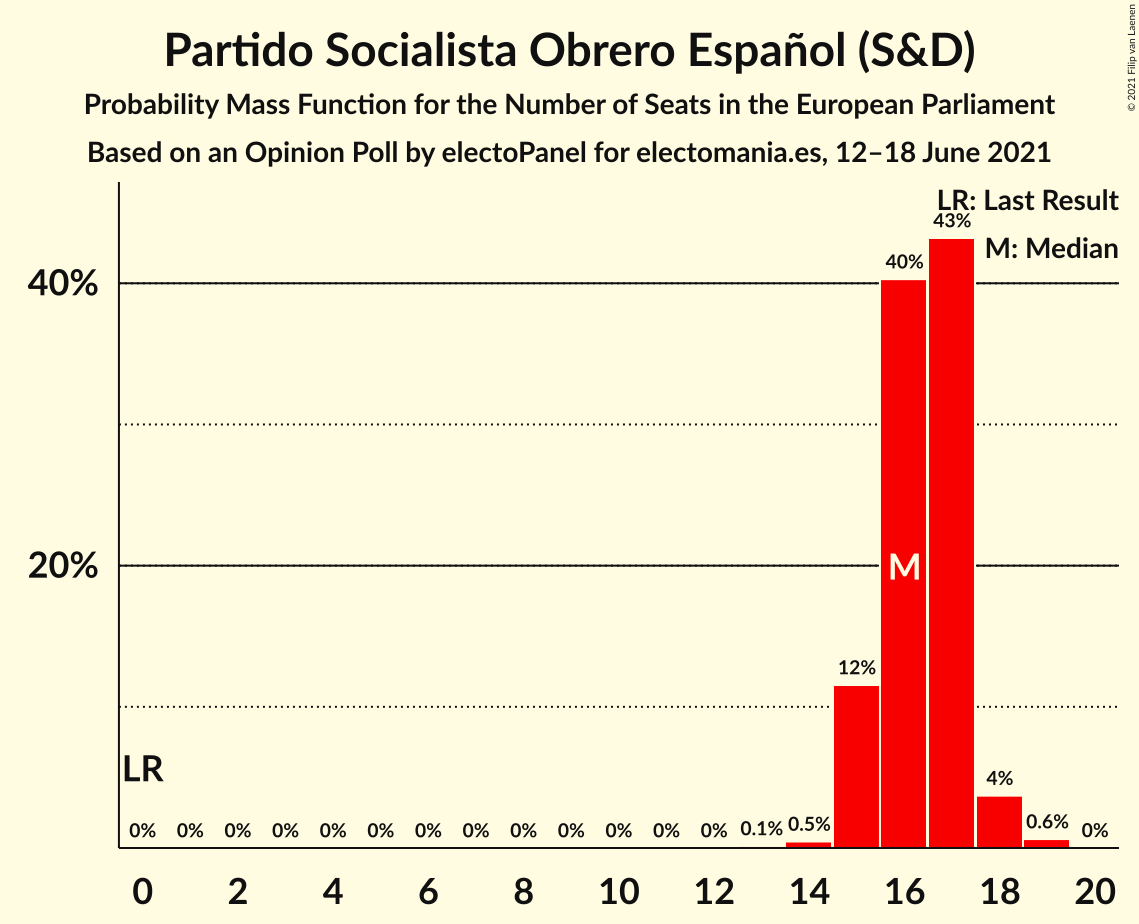 Partido Socialista Obrero Español (S&D)
Probability Mass Function for the Number of Seats in the European Parliament
Based on an Opinion Poll by electoPanel for electomania.es, 12–18 June 2021
© 2021 Filip van Laenen
LR: Last Result
M: Median
43%
40%
40%
20%
M
12%
LR
4%
0% 0% 0% 0% 0% 0% 0% 0% 0% 0% 0% 0% 0% 0.1% 0.5% 0.6% 0%
0 2 4 6 8 10 12 14 16 18 20